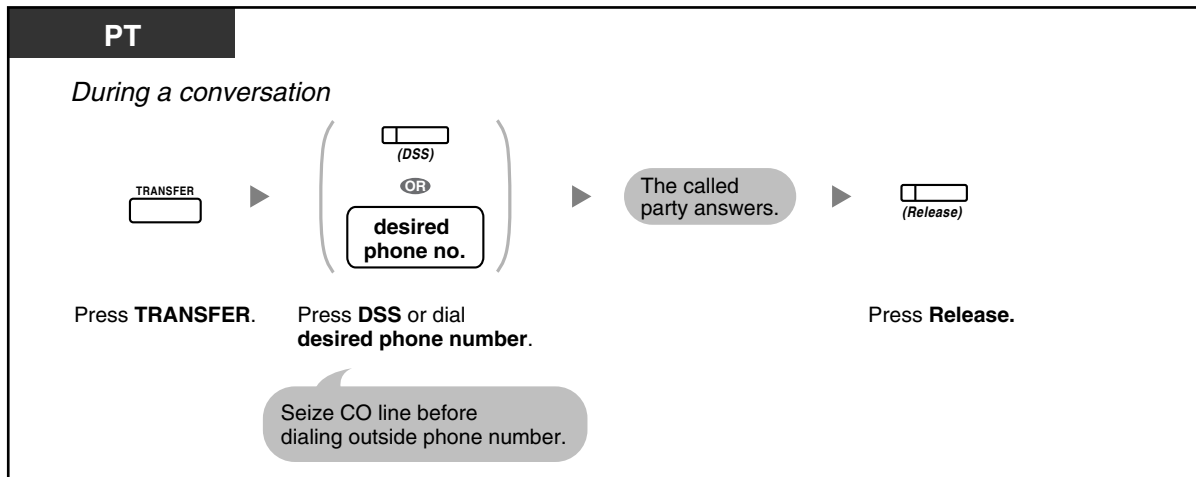 PT
During a conversation
TRANSFER
(DSS)
OR
desired
phone no.
The called
party answers.
(Release)
Press TRANSFER.
Press DSS or dial
desired phone number.
Press Release.
Seize CO line before
dialing outside phone number.